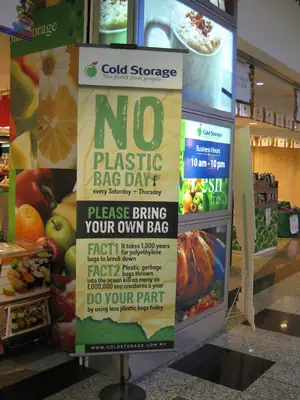 Storage
Cold Storage
The fresh food people
NO
PLASTIC
BAG DAY!
every Saturday - Thursday
PLEASE BRING
YOUR OWN BAG
FACT1 It takes 1,000 years
for polyethylene
bags to break down
FACT2 Plastic garbage
bags thrown
into the ocean kill as many as
1,000,000 sea creatures a year
DO YOUR PART
by using less plastic bags today
WWW.COLDSTORAGE.COM.MY
Cold Storage
Business Hours
10 am - 10 pm